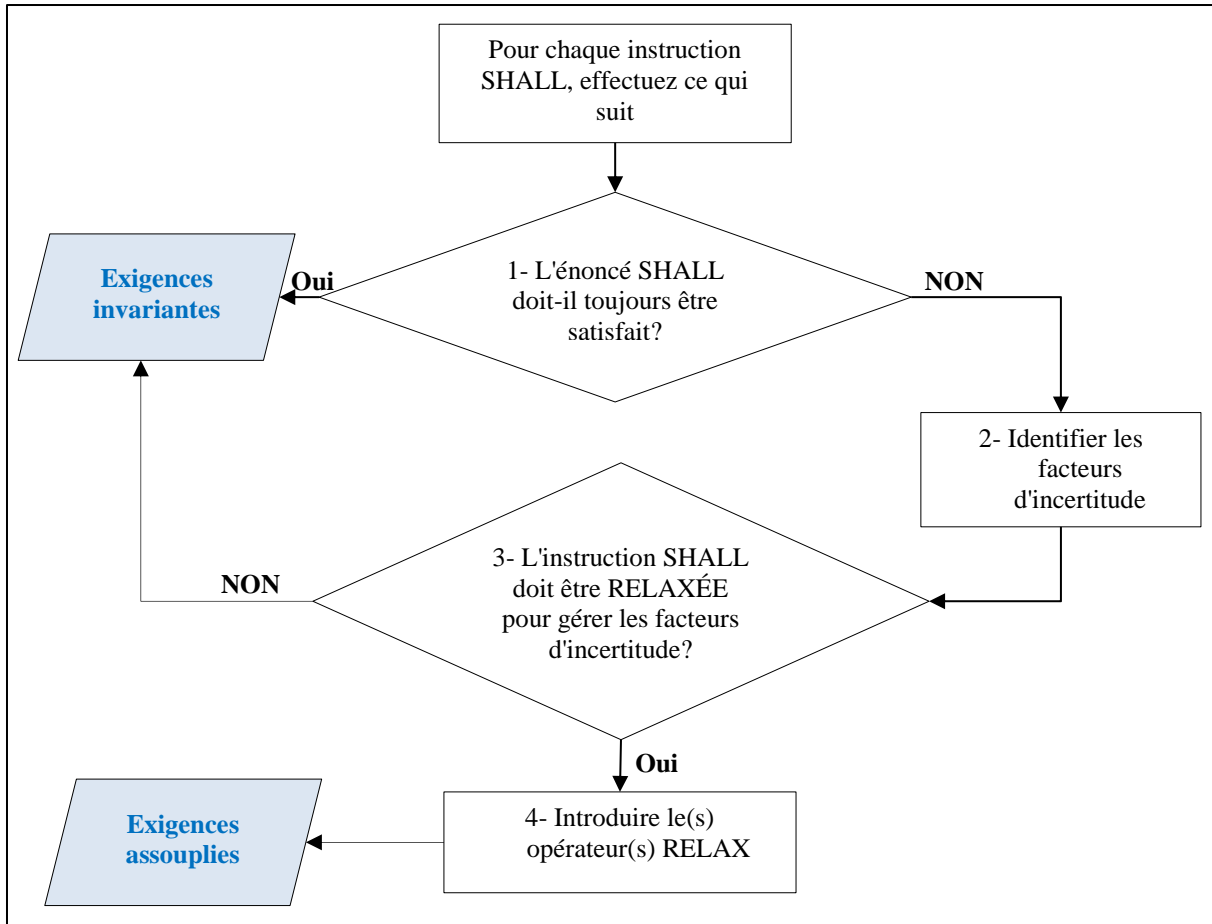 Pour chaque instruction
SHALL, effectuez ce qui
suit
1- L'énoncé SHALL
doit-il toujours être
satisfait?
Oui
NON
Exigences
invariantes
2- Identifier les
facteurs
d'incertitude
3- L'instruction SHALL
doit être RELAXÉE
pour gérer les facteurs
d'incertitude?
NON
Oui
4- Introduire le(s)
opérateur(s) RELAX
Exigences
assouplies